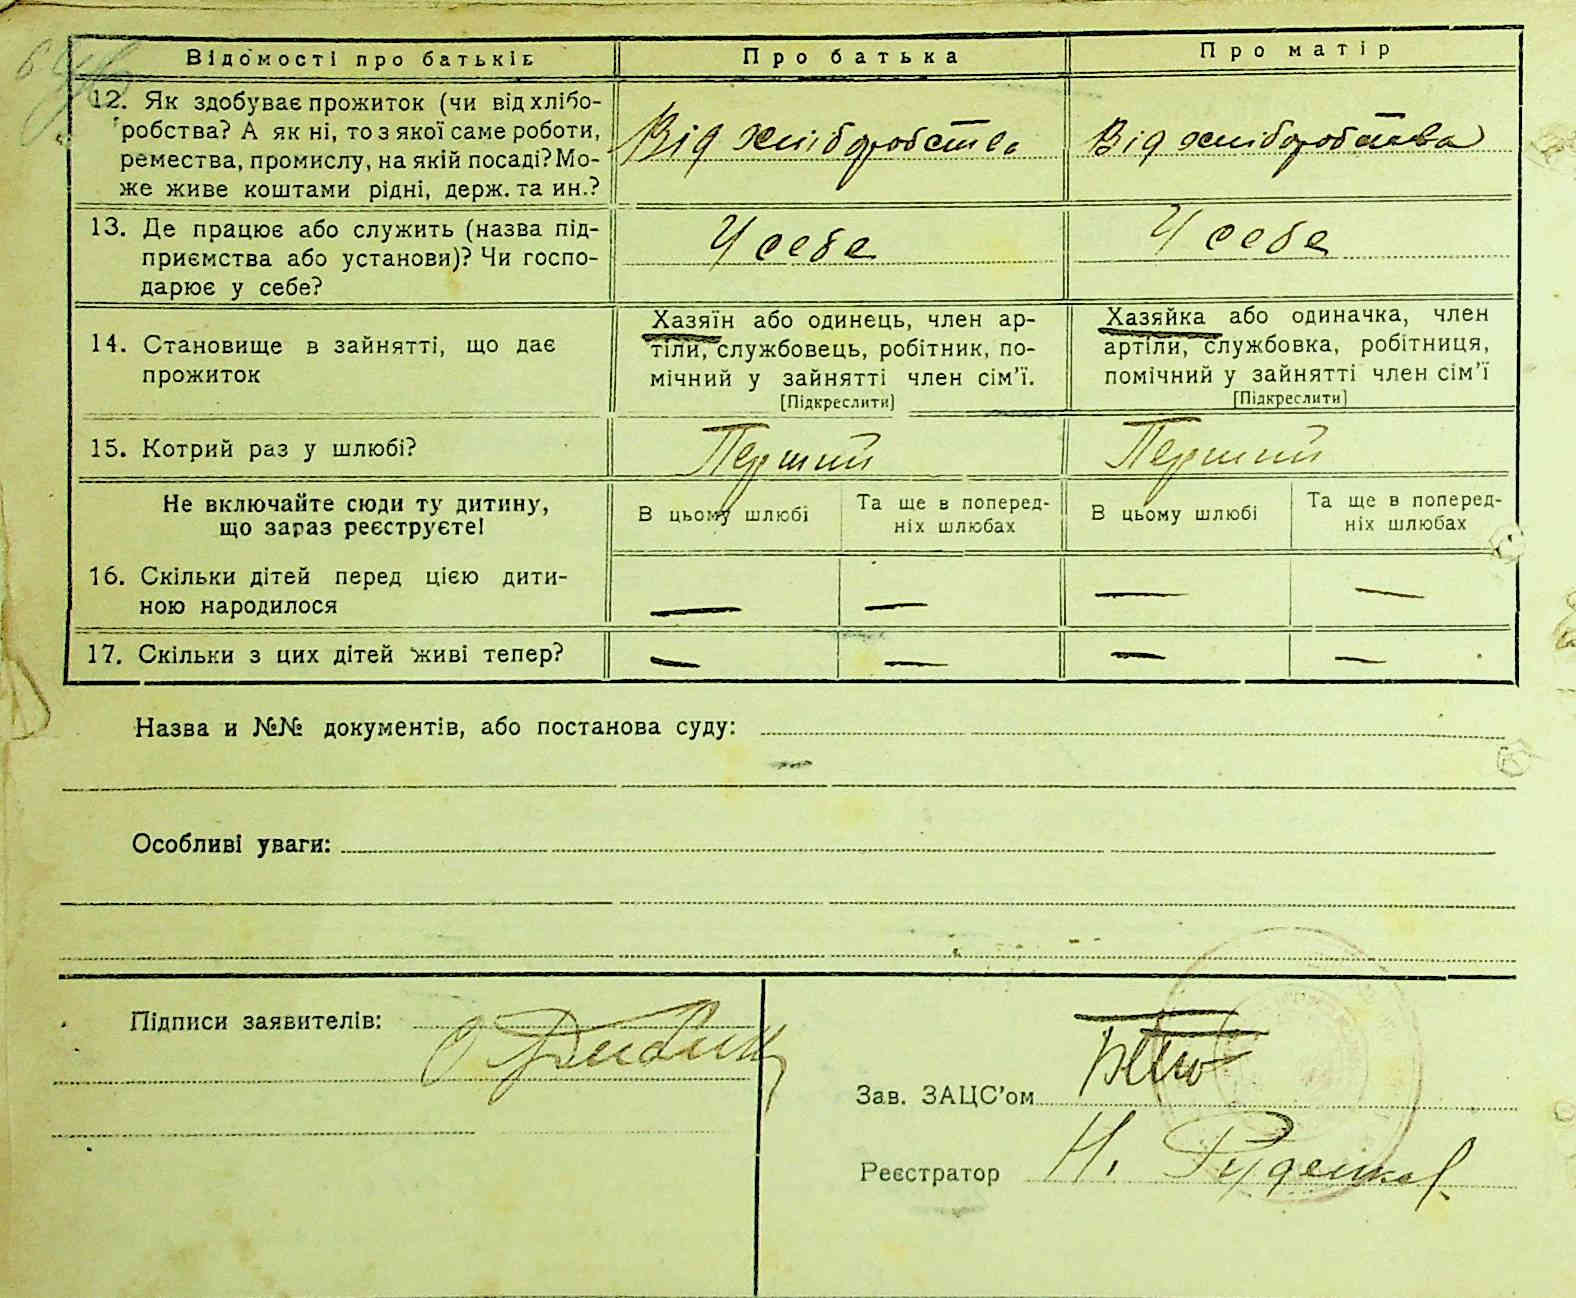 Відомості про батьків
Про батька
Про матір
12. Як здобуває прожиток (чи від хлібо-
робства? А як ні, то з якої саме роботи,
ремества, промислу, на якій посаді? Мо-
же живе коштами рідні, держ. та ин.?
Від хліборобства
Від хліборобства
13. Де працює або служить (назва під-
приємства або установи)? Чи госпо-
дарює у себе?
У себе
У себе
14. Становище в зайнятті, що дає
прожиток
Хазяїн або одинець, член ар-
тіли, службовець, робітник, по-
мічний у зайнятті член сім'ї.
[Підкреслити]
Хазяйка або одиначка, член
артіли, службовка, робітниця,
помічний у зайнятті член сім'ї
[Підкреслити]
15. Котрий раз у шлюбі?
Перший
Перший
Не включайте сюди ту дитину,
що зараз реєструєте!
В цьому шлюбі
Та ще в поперед-
ніх шлюбах
В цьому шлюбі
Та ще в поперед-
ніх шлюбах
16. Скільки дітей перед цією дити-
ною народилося
— — — —
17. Скільки з цих дітей живі тепер?
— — — —
Назва и №№ документів, або постанова суду:
Особливі уваги:
Підписи заявителів:
Зав. ЗАЦС'ом
Реєстратор Н. Руденко